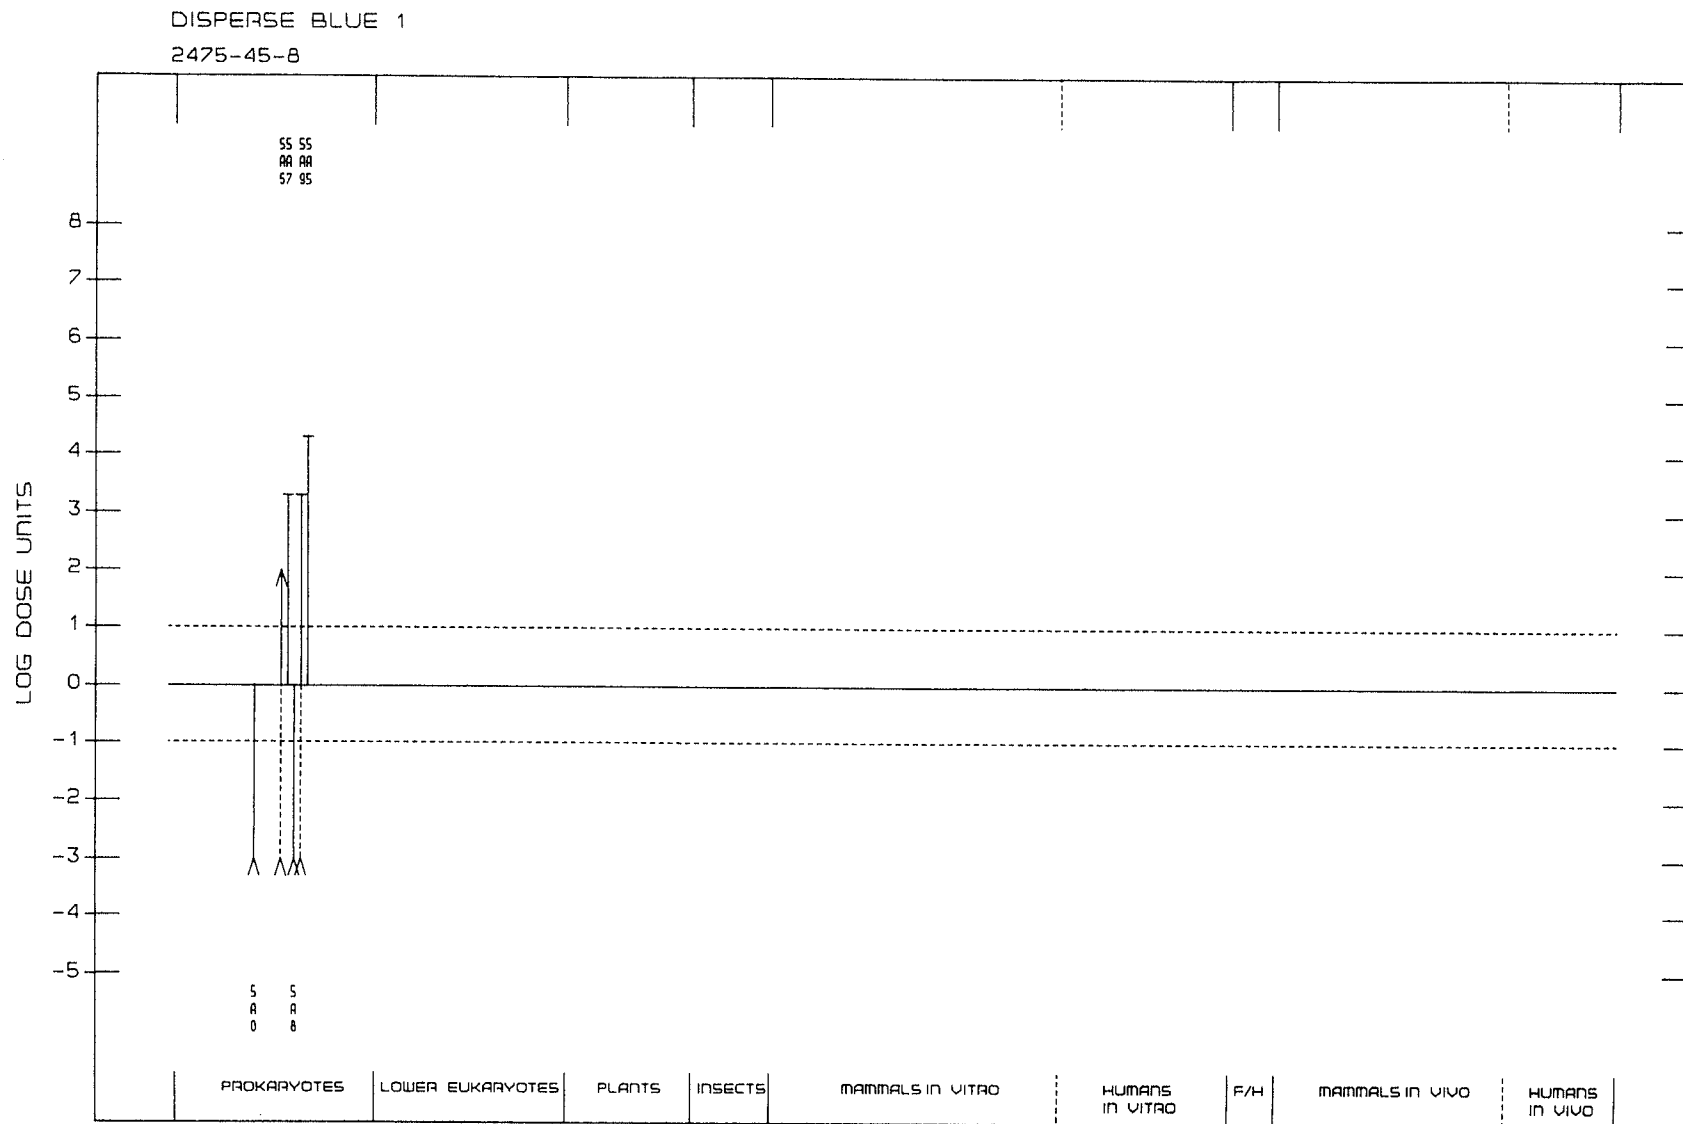 DISPERSE BLUE 1
2475-45-8
SS SS
AA AA
57 95
8
7
6
5
4
3
2
1
0
-1
-2
-3
-4
-5
LOG DOSE UNITS
S S
A A
0 8
PROKARYOTES LOWER EUKARYOTES PLANTS INSECTS MAMMALS IN VITRO HUMANS IN VITRO F/H MAMMALS IN VIVO HUMANS IN VIVO